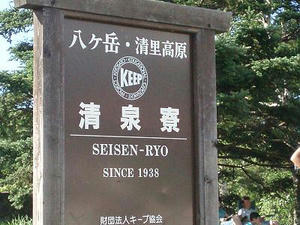 八ヶ岳・清里高原
KEEP
清泉寮
SEISEN-RYO
SINCE 1938
財団法人キープ協会